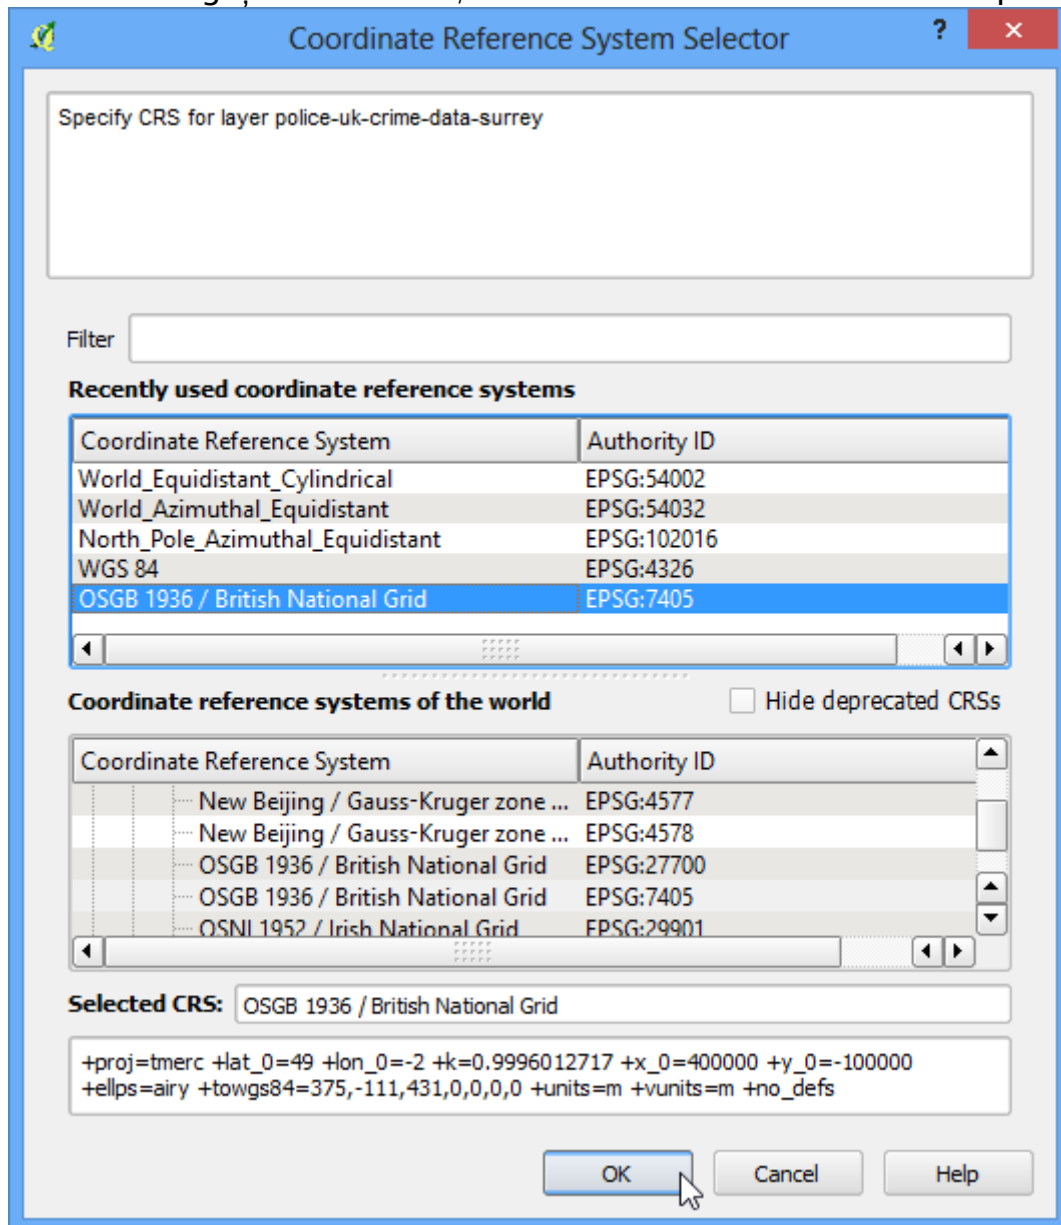 Coordinate Reference System Selector
?
×
Specify CRS for layer police-uk-crime-data-surrey
Filter
Recently used coordinate reference systems
Coordinate Reference System Authority ID
World_Equidistant_Cylindrical EPSG:54002
World_Azimuthal_Equidistant EPSG:54032
North_Pole_Azimuthal_Equidistant EPSG:102016
WGS 84 EPSG:4326
OSGB 1936 / British National Grid EPSG:7405
Coordinate reference systems of the world Hide deprecated CRSs
Coordinate Reference System Authority ID
New Beijing / Gauss-Kruger zone ... EPSG:4577
New Beijing / Gauss-Kruger zone ... EPSG:4578
OSGB 1936 / British National Grid EPSG:27700
OSGB 1936 / British National Grid EPSG:7405
OSNI 1952 / Irish National Grid EPSG:29901
Selected CRS: OSGB 1936 / British National Grid
+proj=tmerc +lat_0=49 +lon_0=-2 +k=0.9996012717 +x_0=400000 +y_0=-100000
+ellps=airy +towgs84=375,-111,431,0,0,0,0 +units=m +vunits=m +no_defs
OK Cancel Help